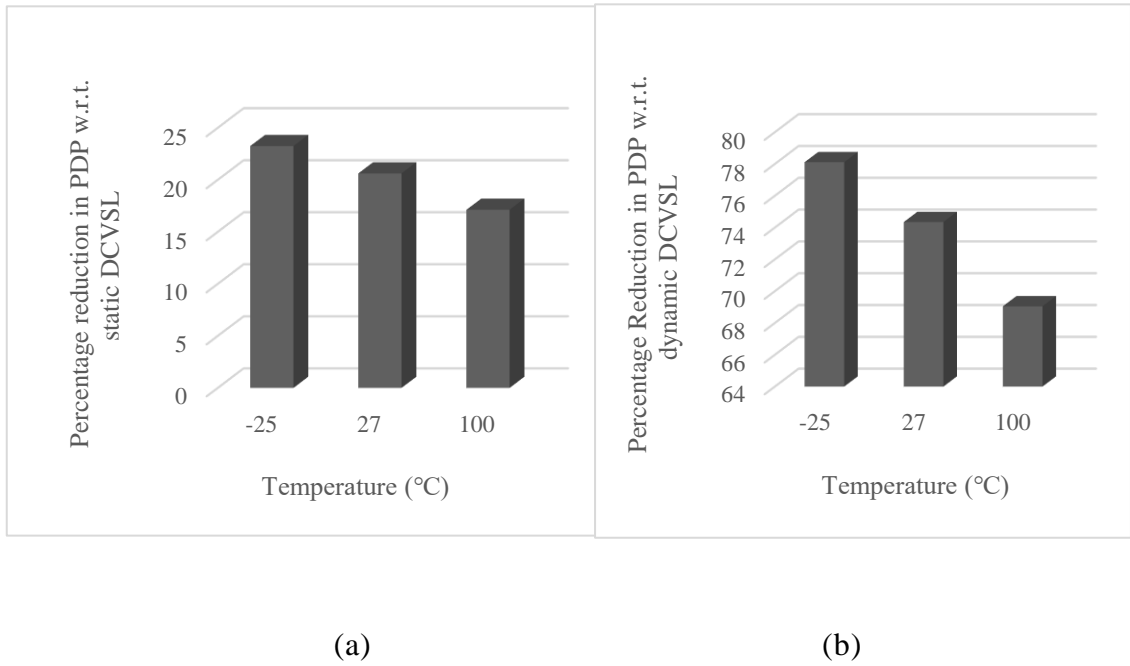 Percentage reduction in PDP w.r.t.
static DCVSL
25
20
15
10
5
0
-25 27 100
Temperature (°C)
Percentage Reduction in PDP w.r.t.
dynamic DCVSL
80
78
76
74
72
70
68
66
64
-25 27 100
Temperature (°C)
(a)
(b)